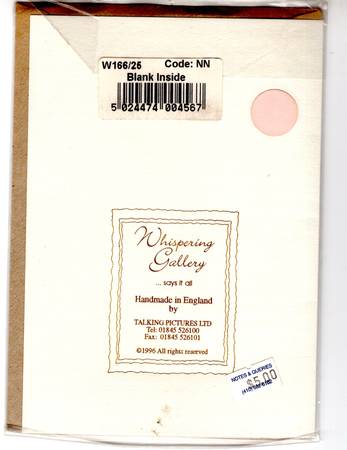 W166/25 Code: NN
Blank Inside
5 024474 004567
Whispering
Gallery
... says it all
Handmade in England
by
TALKING PICTURES LTD
Tel: 01845 526100
Fax: 01845 526101
©1996 All rights reserved
NOTES & QUERIES
$5.00